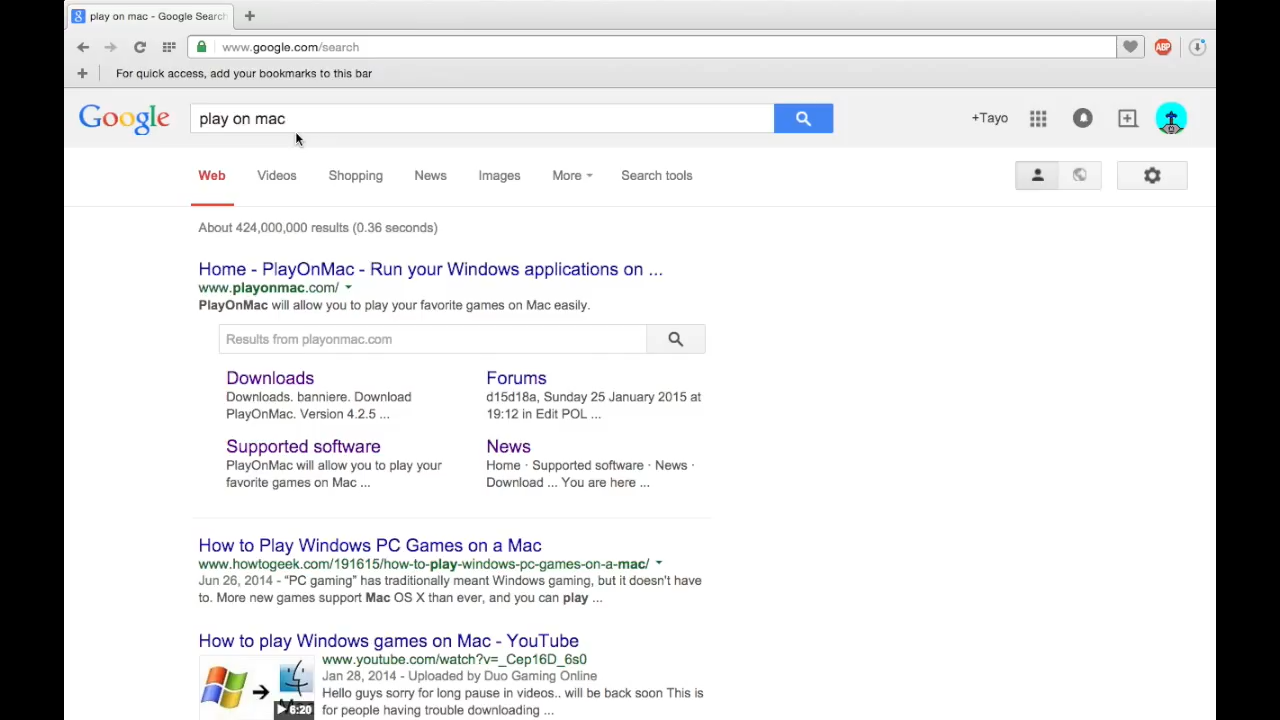 play on mac - Google Search
www.google.com/search
ABP
For quick access, add your bookmarks to this bar
Google
play on mac
+Tayo
Web Videos Shopping News Images More Search tools
About 424,000,000 results (0.36 seconds)
Home - PlayOnMac - Run your Windows applications on ...
www.playonmac.com/
PlayOnMac will allow you to play your favorite games on Mac easily.
Results from playonmac.com
Downloads
Downloads. banniere. Download
PlayOnMac. Version 4.2.5 ...
Forums
d15d18a, Sunday 25 January 2015 at
19:12 in Edit POL ...
Supported software
PlayOnMac will allow you to play your
favorite games on Mac ...
News
Home · Supported software · News ·
Download ... You are here ...
How to Play Windows PC Games on a Mac
www.howtogeek.com/191615/how-to-play-windows-pc-games-on-a-mac/
Jun 26, 2014 - “PC gaming” has traditionally meant Windows gaming, but it doesn't have
to. More new games support Mac OS X than ever, and you can play ...
How to play Windows games on Mac - YouTube
www.youtube.com/watch?v=_Cep16D_6s0
Jan 28, 2014 - Uploaded by Duo Gaming Online
Hello guys sorry for long pause in videos.. will be back soon This is
for people having trouble downloading ...
6:20